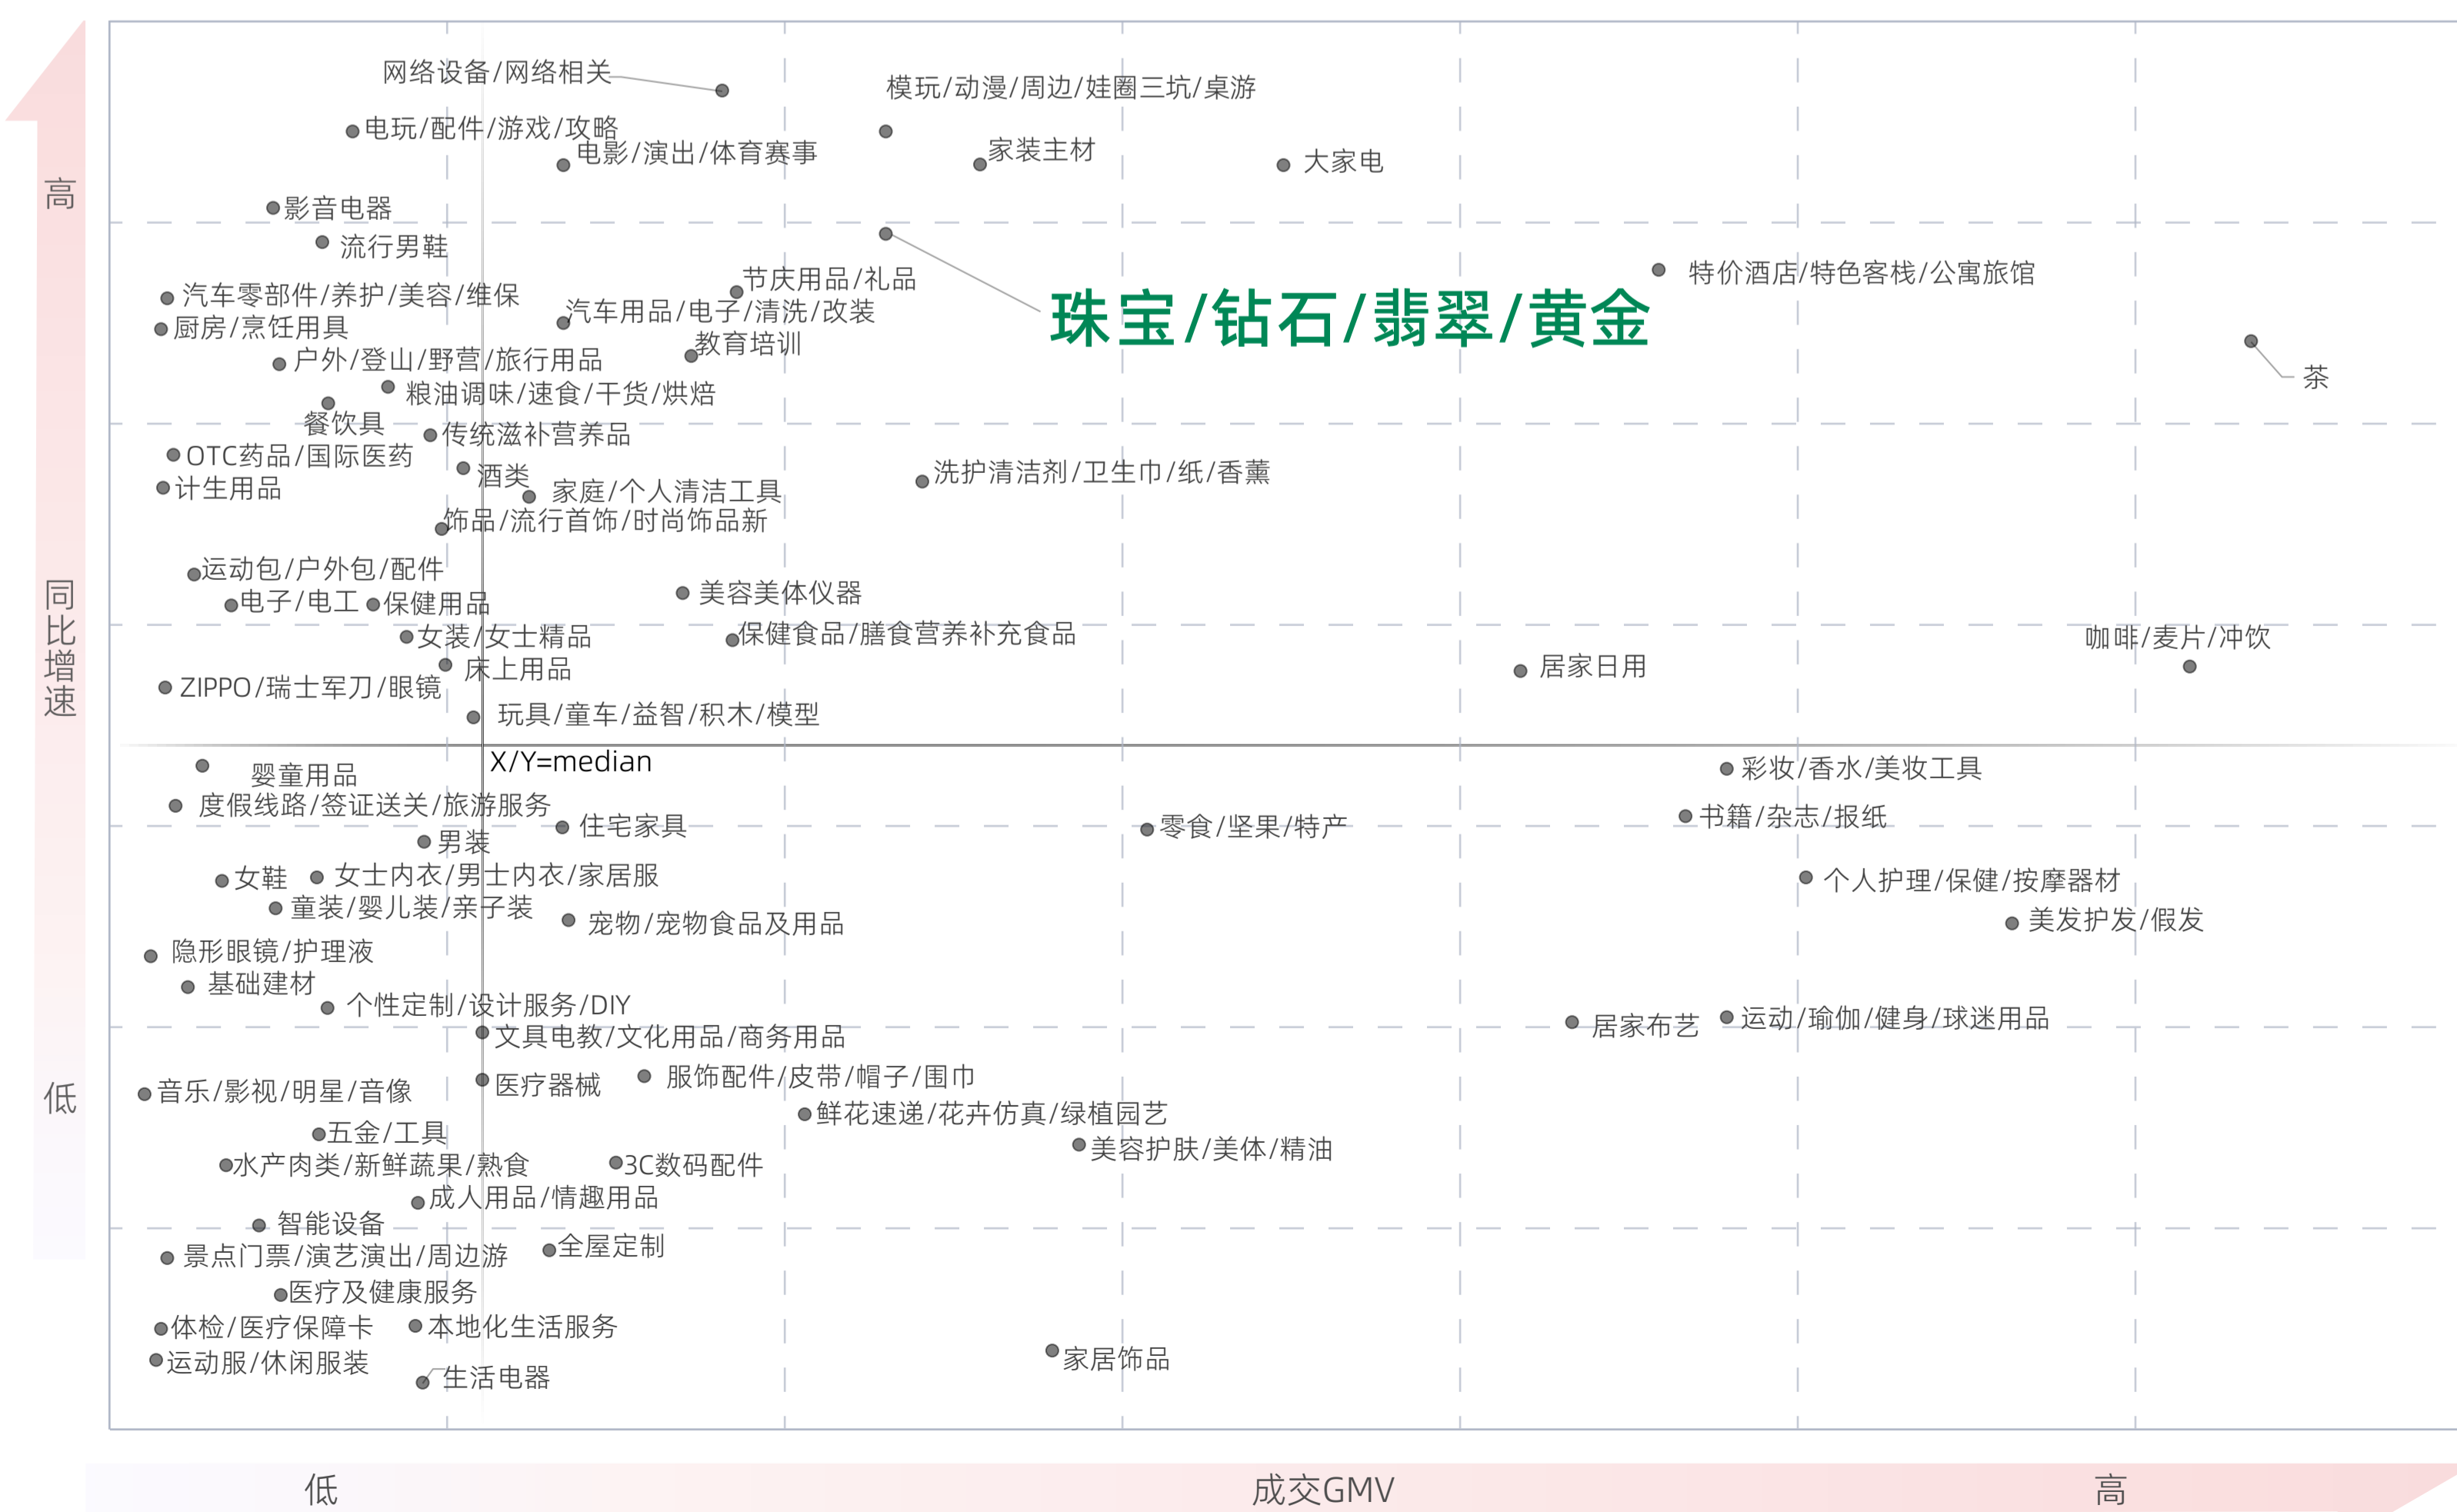 网络设备/网络相关
模玩/动漫/周边/娃圈三坑/桌游
电玩/配件/游戏/攻略
电影/演出/体育赛事
家装主材
大家电
高
影音电器
流行男鞋
特价酒店/特色客栈/公寓旅馆
节庆用品/礼品
汽车零部件/养护/美容/维保
汽车用品/电子/清洗/改装
珠宝/钻石/翡翠/黄金
厨房/烹饪用具
教育培训
户外/登山/野营/旅行用品
茶
粮油调味/速食/干货/烘焙
餐饮具
传统滋补营养品
OTC药品/国际医药
酒类
洗护清洁剂/卫生巾/纸/香薰
计生用品
家庭/个人清洁工具
饰品/流行首饰/时尚饰品新
运动包/户外包/配件
美容美体仪器
电子/电工
保健用品
同比增速
女装/女士精品
保健食品/膳食营养补充食品
咖啡/麦片/冲饮
床上用品
居家日用
ZIPPO/瑞士军刀/眼镜
玩具/童车/益智/积木/模型
X/Y=median
婴童用品
彩妆/香水/美妆工具
度假线路/签证送关/旅游服务
书籍/杂志/报纸
住宅家具
零食/坚果/特产
男装
女鞋
女士内衣/男士内衣/家居服
个人护理/保健/按摩器材
童装/婴儿装/亲子装
宠物/宠物食品及用品
美发护发/假发
隐形眼镜/护理液
基础建材
个性定制/设计服务/DIY
居家布艺
运动/瑜伽/健身/球迷用品
文具电教/文化用品/商务用品
医疗器械
服饰配件/皮带/帽子/围巾
低
音乐/影视/明星/音像
鲜花速递/花卉仿真/绿植园艺
五金/工具
美容护肤/美体/精油
水产肉类/新鲜蔬果/熟食
3C数码配件
成人用品/情趣用品
智能设备
全屋定制
景点门票/演艺演出/周边游
医疗及健康服务
体检/医疗保障卡
本地化生活服务
运动服/休闲服装
家居饰品
生活电器
低
成交GMV
高